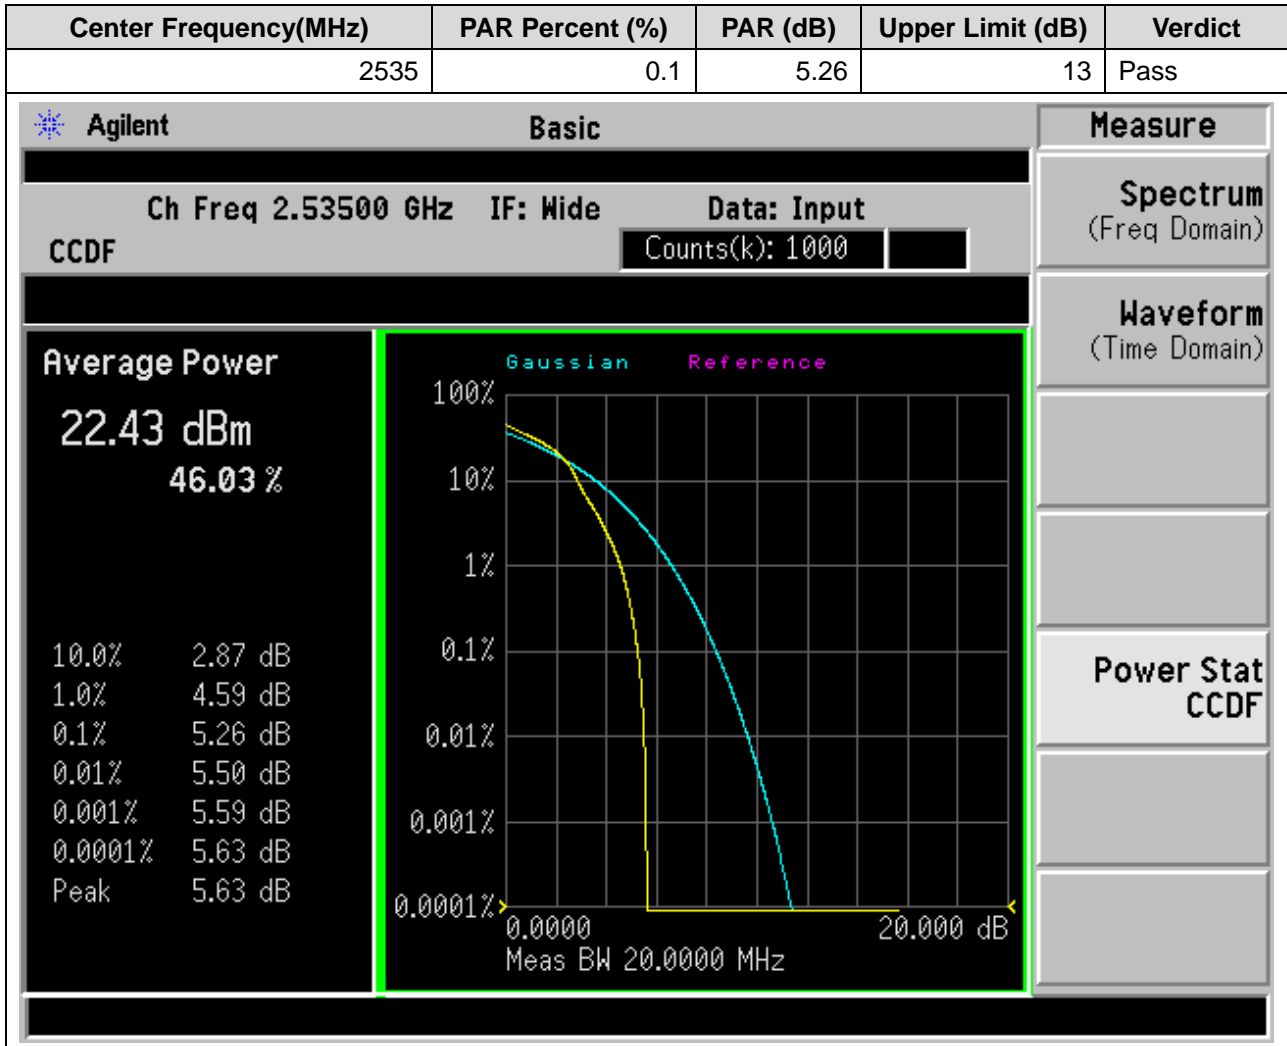 Center Frequency(MHz) PAR Percent (%) PAR (dB) Upper Limit (dB) Verdict
2535 0.1 5.26 13 Pass
Agilent Basic
Ch Freq 2.53500 GHz IF: Wide Data: Input
CCDF Counts(k): 1000
Average Power
22.43 dBm
46.03 %
10.0% 2.87 dB
1.0% 4.59 dB
0.1% 5.26 dB
0.01% 5.50 dB
0.001% 5.59 dB
0.0001% 5.63 dB
Peak 5.63 dB
Gaussian Reference
100%
10%
1%
0.1%
0.01%
0.001%
0.0001%
0.0000 20.000 dB
Meas BW 20.0000 MHz
Measure
Spectrum
(Freq Domain)
Waveform
(Time Domain)
Power Stat
CCDF